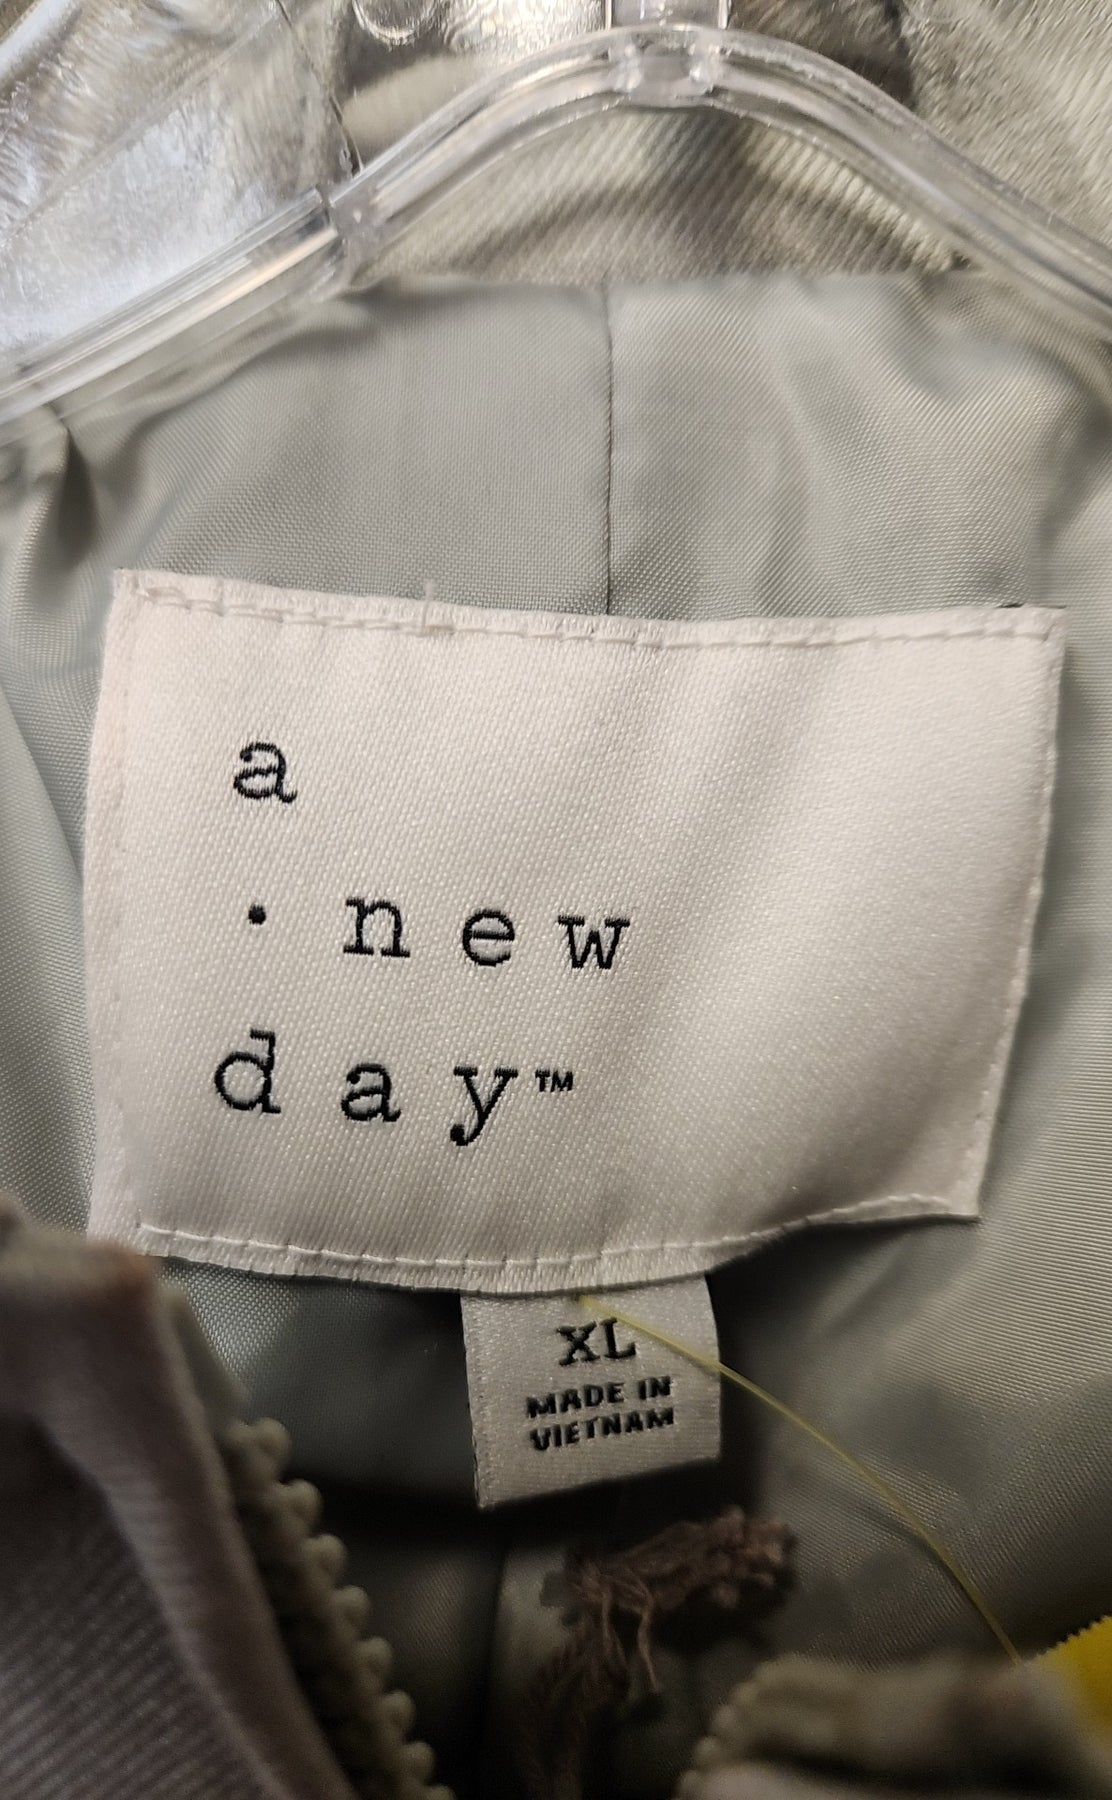 a
· new
day™
XL
MADE IN
VIETNAM